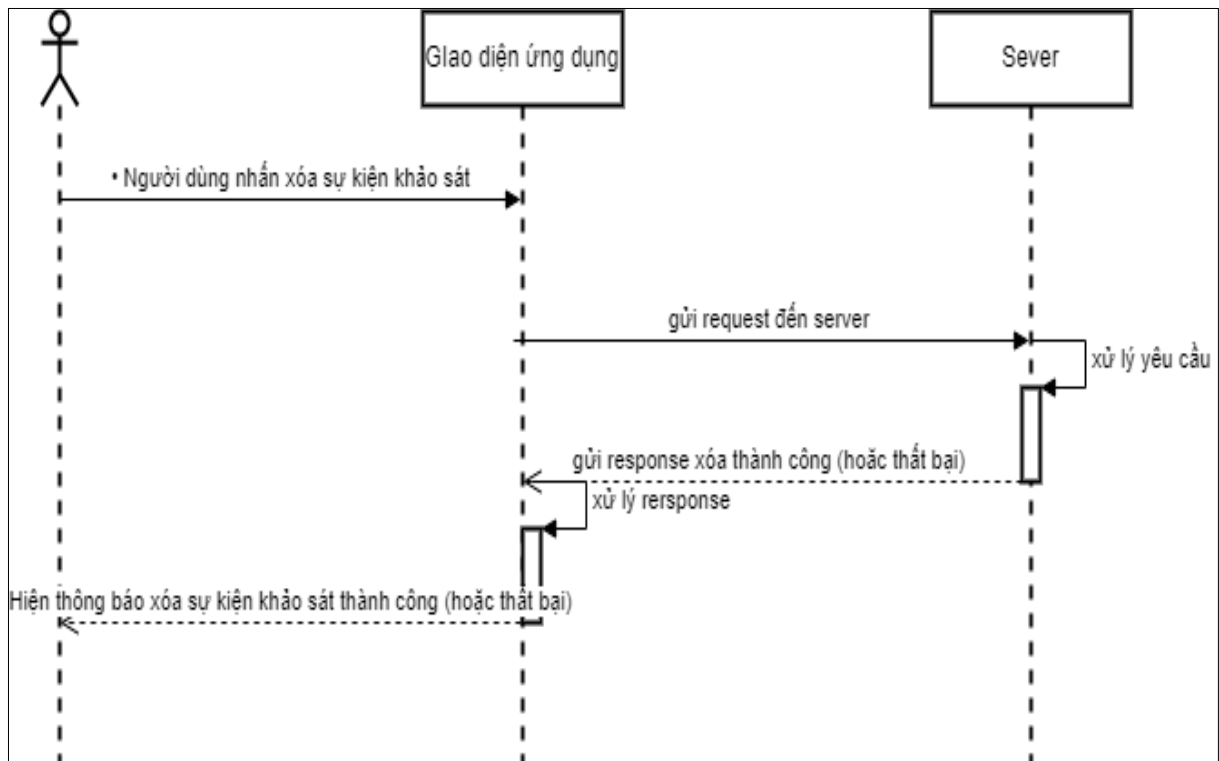 GIao diện ứng dụng
Sever
• Người dùng nhấn xóa sự kiện khảo sát
gửi request đến server
xử lý yêu cầu
gửi response xóa thành công (hoặc thất bại)
xử lý rersponse
Hiện thông báo xóa sự kiện khảo sát thành công (hoặc thất bại)